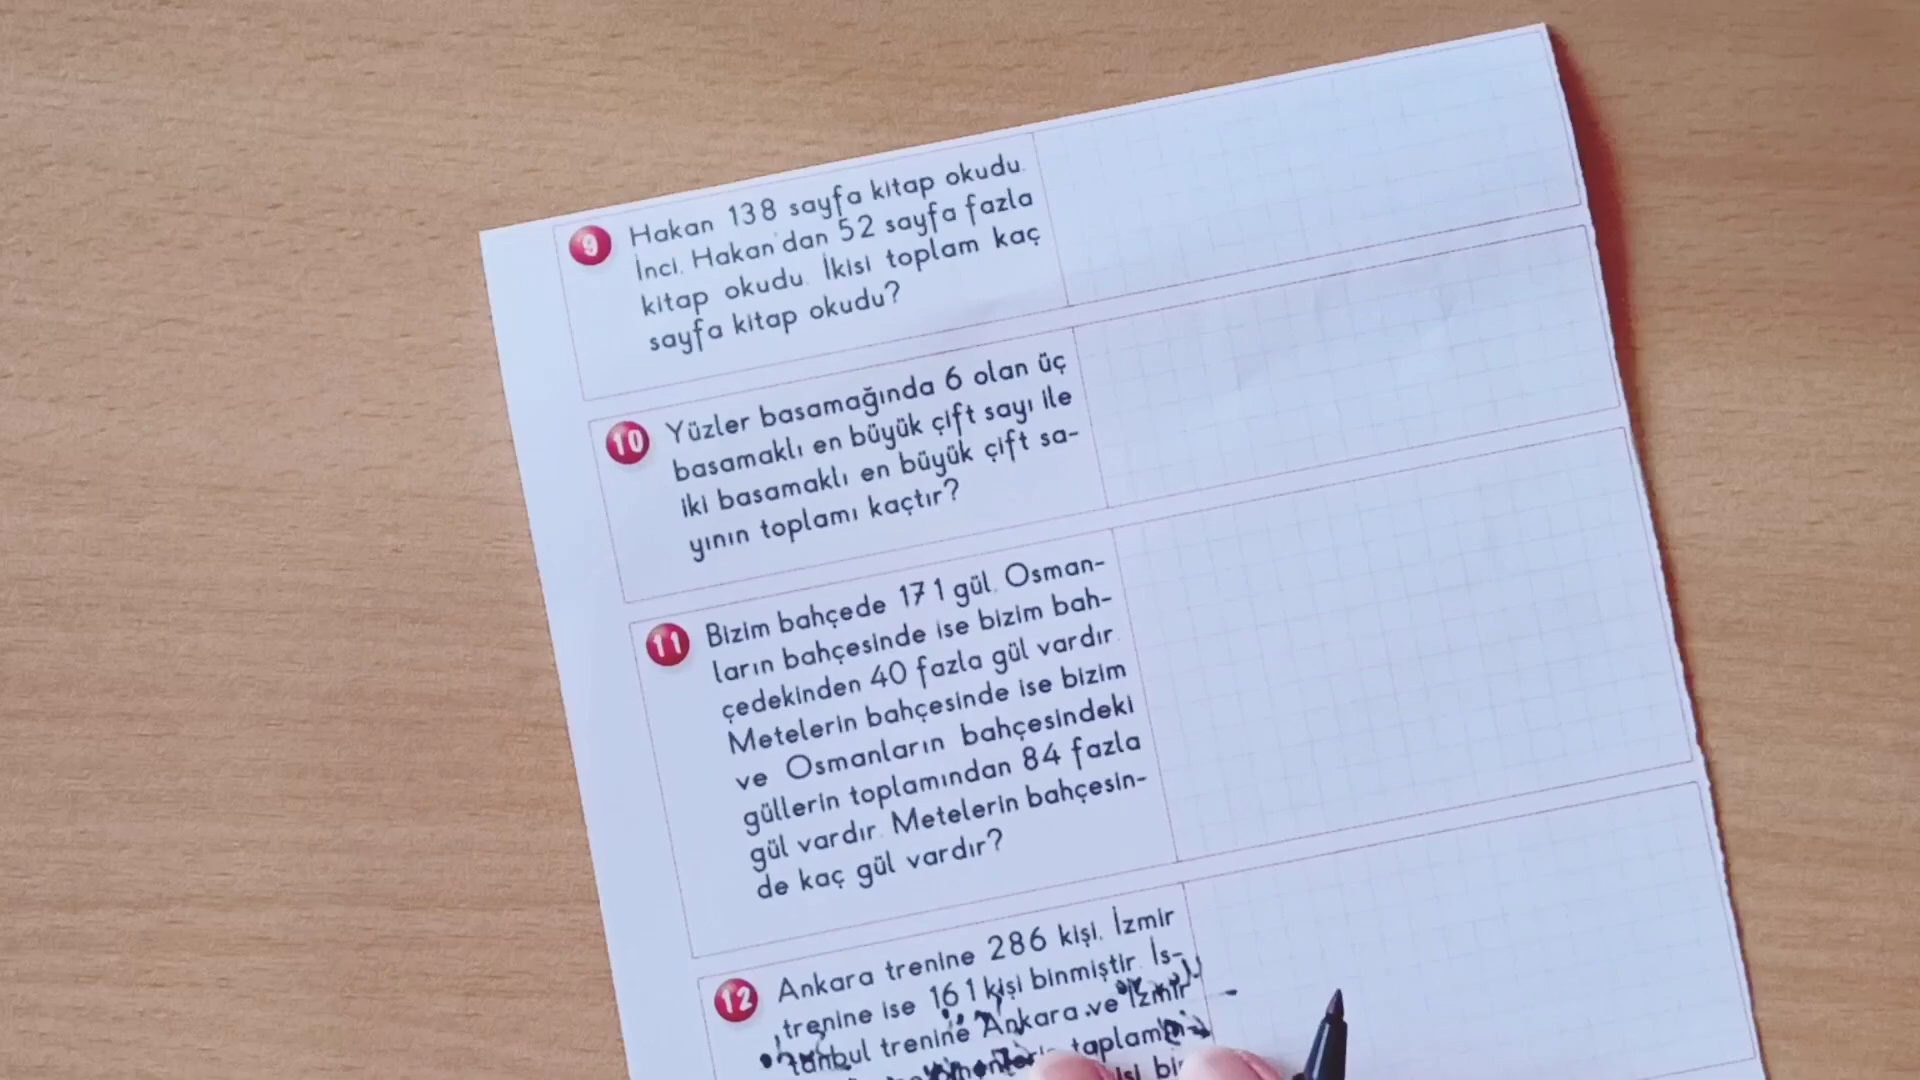 9 Hakan 138 sayfa kitap okudu.
İnci, Hakan'dan 52 sayfa fazla
kitap okudu. İkisi toplam kaç
sayfa kitap okudu?
10 Yüzler basamağında 6 olan üç
basamaklı en büyük çift sayı ile
iki basamaklı en büyük çift sa-
yının toplamı kaçtır?
11 Bizim bahçede 171 gül, Osman-
ların bahçesinde ise bizim bah-
çedekinden 40 fazla gül vardır.
Metelerin bahçesinde ise bizim
ve Osmanların bahçesindeki
güllerin toplamından 84 fazla
gül vardır. Metelerin bahçesin-
de kaç gül vardır?
12 Ankara trenine 286 kişi, İzmir
trenine ise 161 kişi binmiştir. İs-
tanbul trenine Ankara ve İzmir